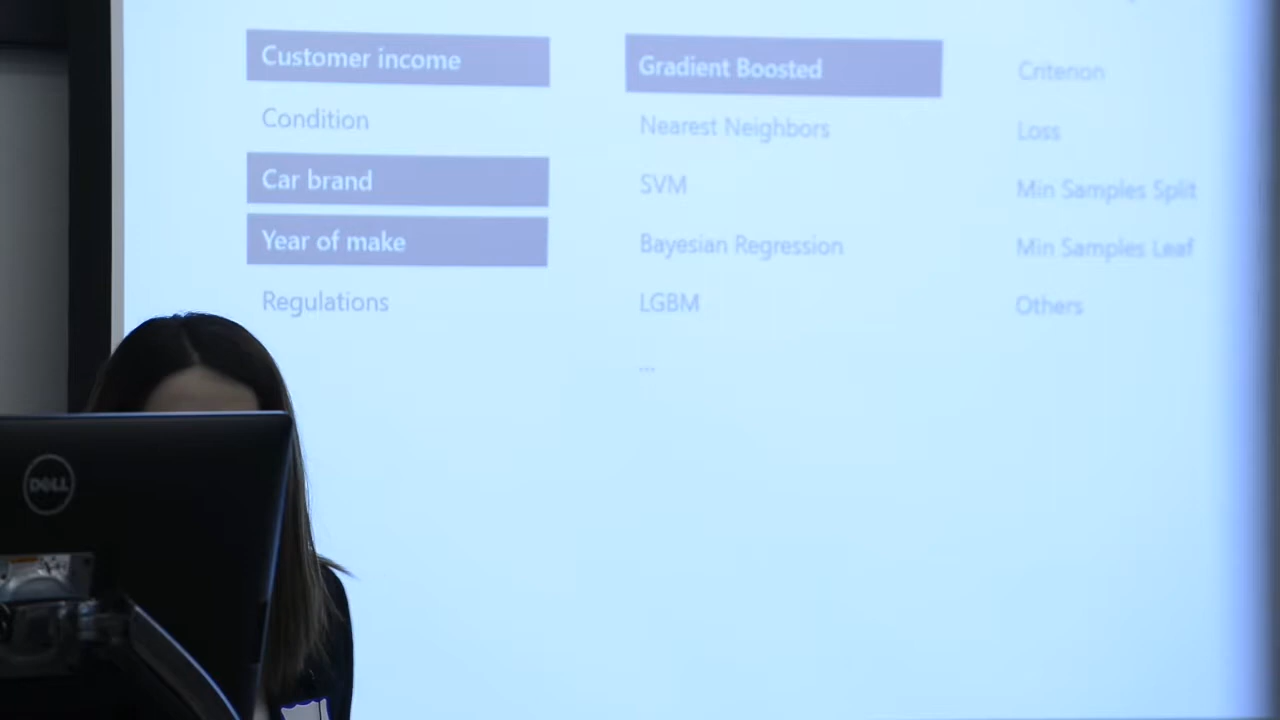 Customer income
Condition
Car brand
Year of make
Regulations
Gradient Boosted
Nearest Neighbors
SVM
Bayesian Regression
LGBM
...
Criterion
Loss
Min Samples Split
Min Samples Leaf
Others
DELL